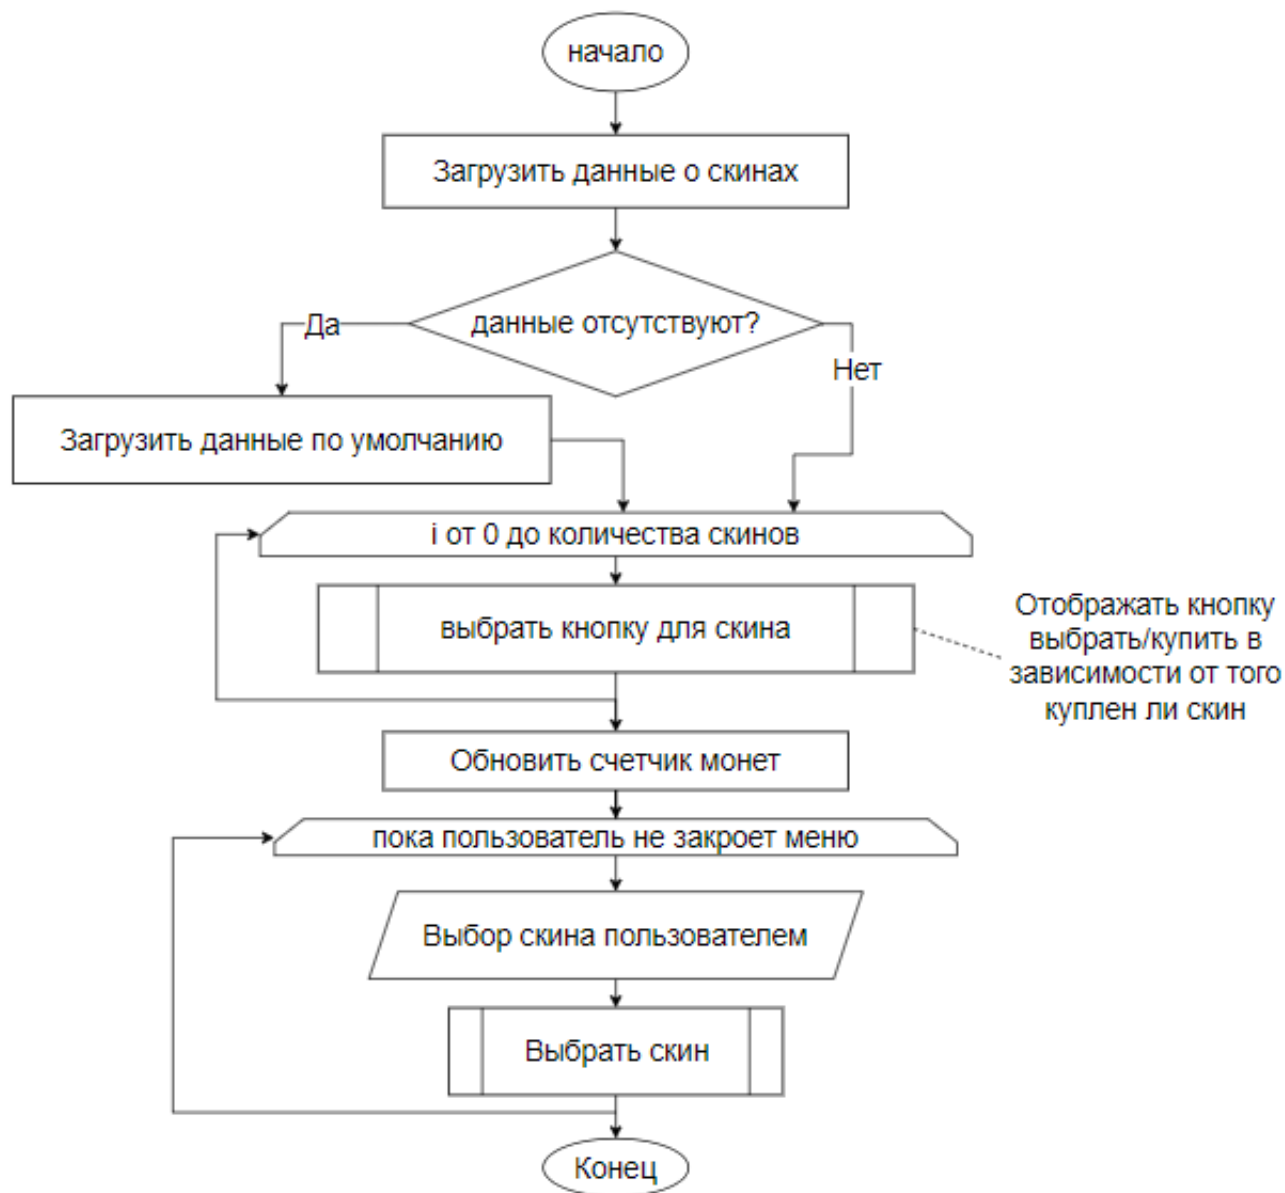 начало
Загрузить данные о скинах
данные отсутствуют?
Да
Нет
Загрузить данные по умолчанию
i от 0 до количества скинов
выбрать кнопку для скина
Отображать кнопку
выбрать/купить в
зависимости от того
куплен ли скин
Обновить счетчик монет
пока пользователь не закроет меню
Выбор скина пользователем
Выбрать скин
Конец